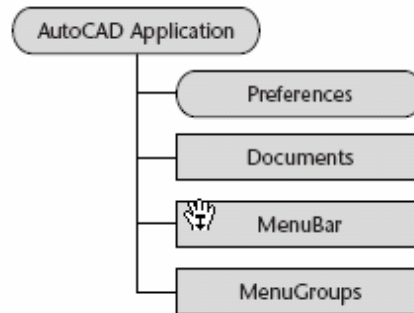 AutoCAD Application
Preferences
Documents
MenuBar
MenuGroups